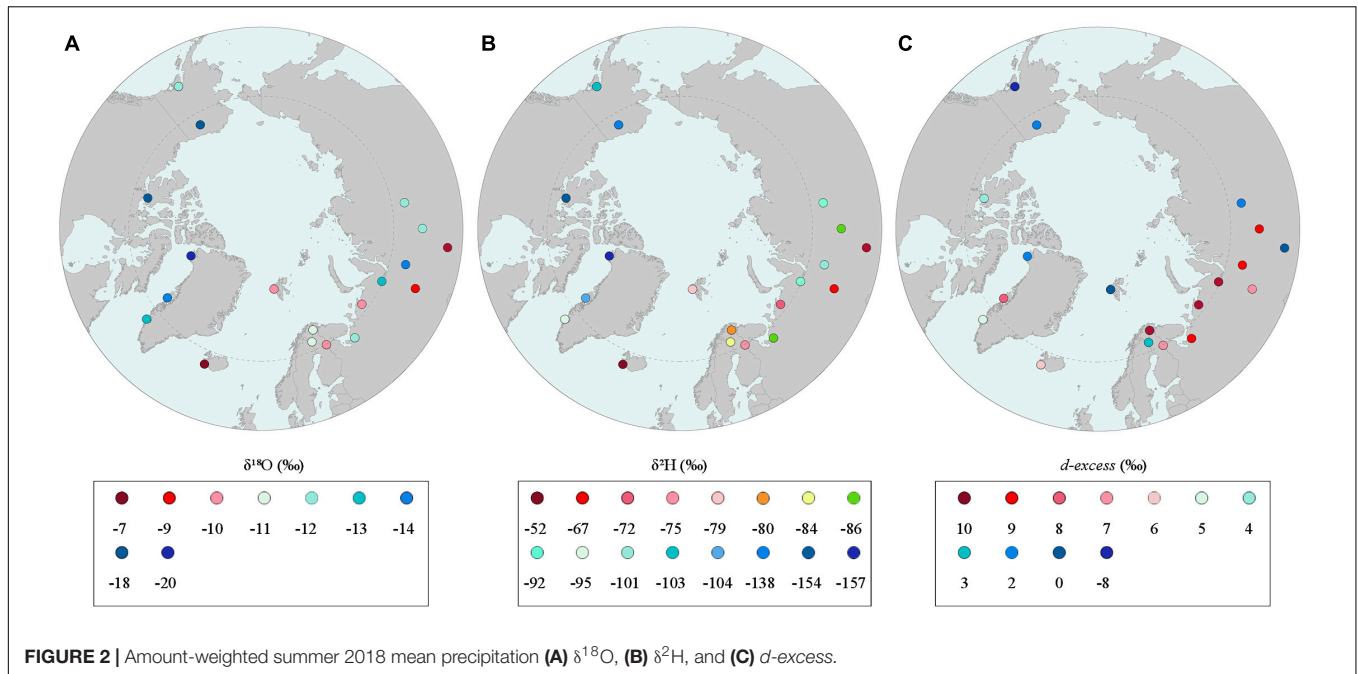 A
B
C
δ¹⁸O (‰)
-7 -9 -10 -11 -12 -13 -14
-18 -20
δ²H (‰)
-52 -67 -72 -75 -79 -80 -84 -86
-92 -95 -101 -103 -104 -138 -154 -157
d-excess (‰)
10 9 8 7 6 5 4
3 2 0 -8
FIGURE 2 | Amount-weighted summer 2018 mean precipitation (A) δ¹⁸O, (B) δ²H, and (C) d-excess.